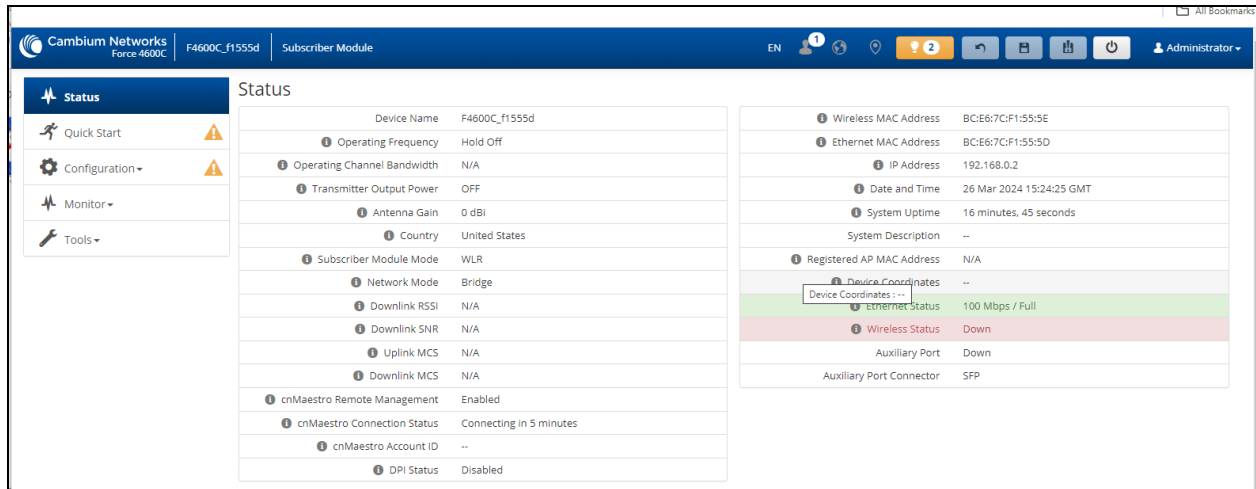 All Bookmarks
Cambium Networks
Force 4600C
F4600C_f1555d
Subscriber Module
EN
1
2
Administrator
Status
Quick Start
Configuration
Monitor
Tools
Status
Device Name F4600C_f1555d
Operating Frequency Hold Off
Operating Channel Bandwidth N/A
Transmitter Output Power OFF
Antenna Gain 0 dBi
Country United States
Subscriber Module Mode WLR
Network Mode Bridge
Downlink RSSI N/A
Downlink SNR N/A
Uplink MCS N/A
Downlink MCS N/A
cnMaestro Remote Management Enabled
cnMaestro Connection Status Connecting in 5 minutes
cnMaestro Account ID --
DPI Status Disabled
Wireless MAC Address BC:E6:7C:F1:55:5E
Ethernet MAC Address BC:E6:7C:F1:55:5D
IP Address 192.168.0.2
Date and Time 26 Mar 2024 15:24:25 GMT
System Uptime 16 minutes, 45 seconds
System Description --
Registered AP MAC Address N/A
Device Coordinates --
Device Coordinates : --
Ethernet Status 100 Mbps / Full
Wireless Status Down
Auxiliary Port Down
Auxiliary Port Connector SFP